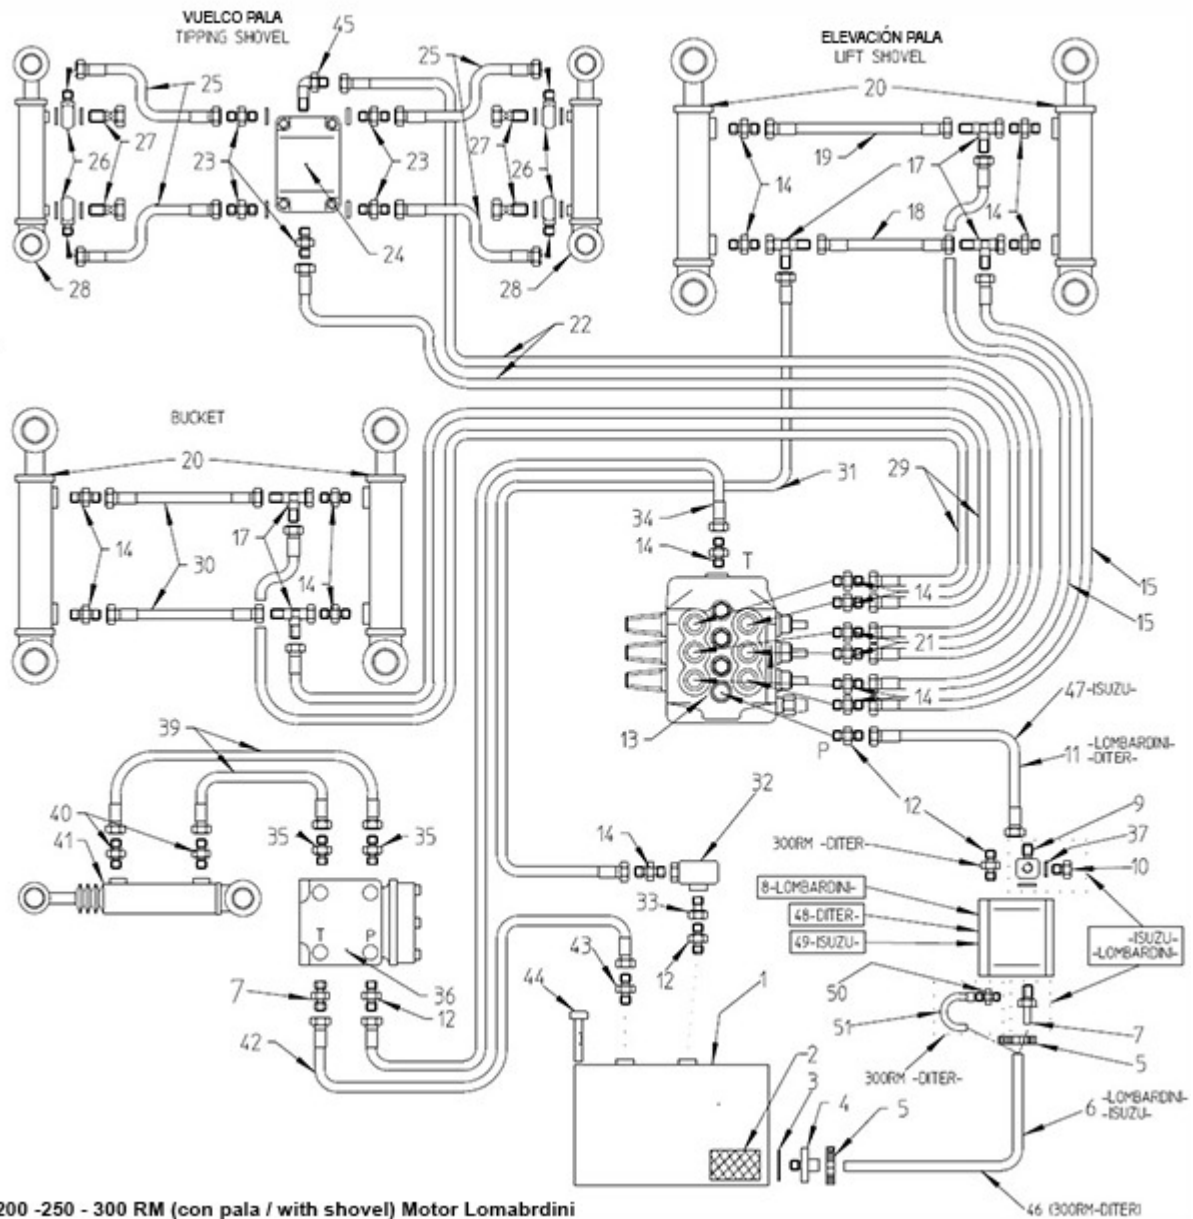 VUELCO PALA
TIPPING SHOVEL
45
ELEVACIÓN PALA
LIFT SHOVEL
25
25
20
26
27
23
23
27
26
19
17
14
18
14
24
28
28
22
BUCKET
20
31
29
34
14
T
14
17
30
14
14
15
15
21
14
47-ISUZU-
13
P
11 -LOMBARDINI-
-DITER-
39
32
12
9
40
35
35
14
300RM -DITER-
37
41
10
8-LOMBARDINI-
33
48-DITER-
T P
43
49-ISUZU-
-ISUZU-
-LOMBARDINI-
12
1
50
7
36
44
12
51
7
42
2
5
3
300RM -DITER-
4
5
6 -LOMBARDINI-
-ISUZU-
46 (300RM-DITER)
200 -250 - 300 RM (con pala / with shovel) Motor Lomabrdini